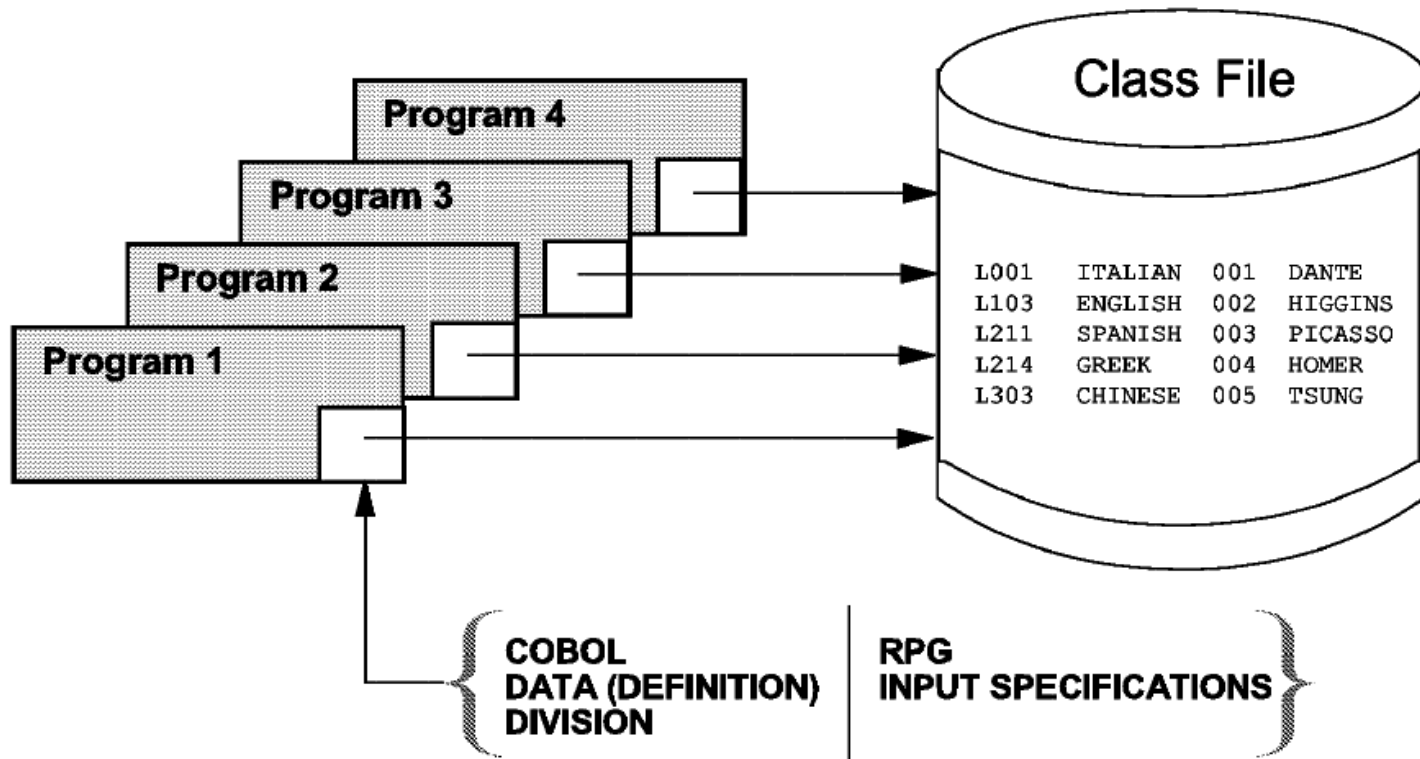 Class File
Program 4
Program 3
Program 2
Program 1
L001 ITALIAN 001 DANTE
L103 ENGLISH 002 HIGGINS
L211 SPANISH 003 PICASSO
L214 GREEK 004 HOMER
L303 CHINESE 005 TSUNG
COBOL
DATA (DEFINITION)
DIVISION
RPG
INPUT SPECIFICATIONS